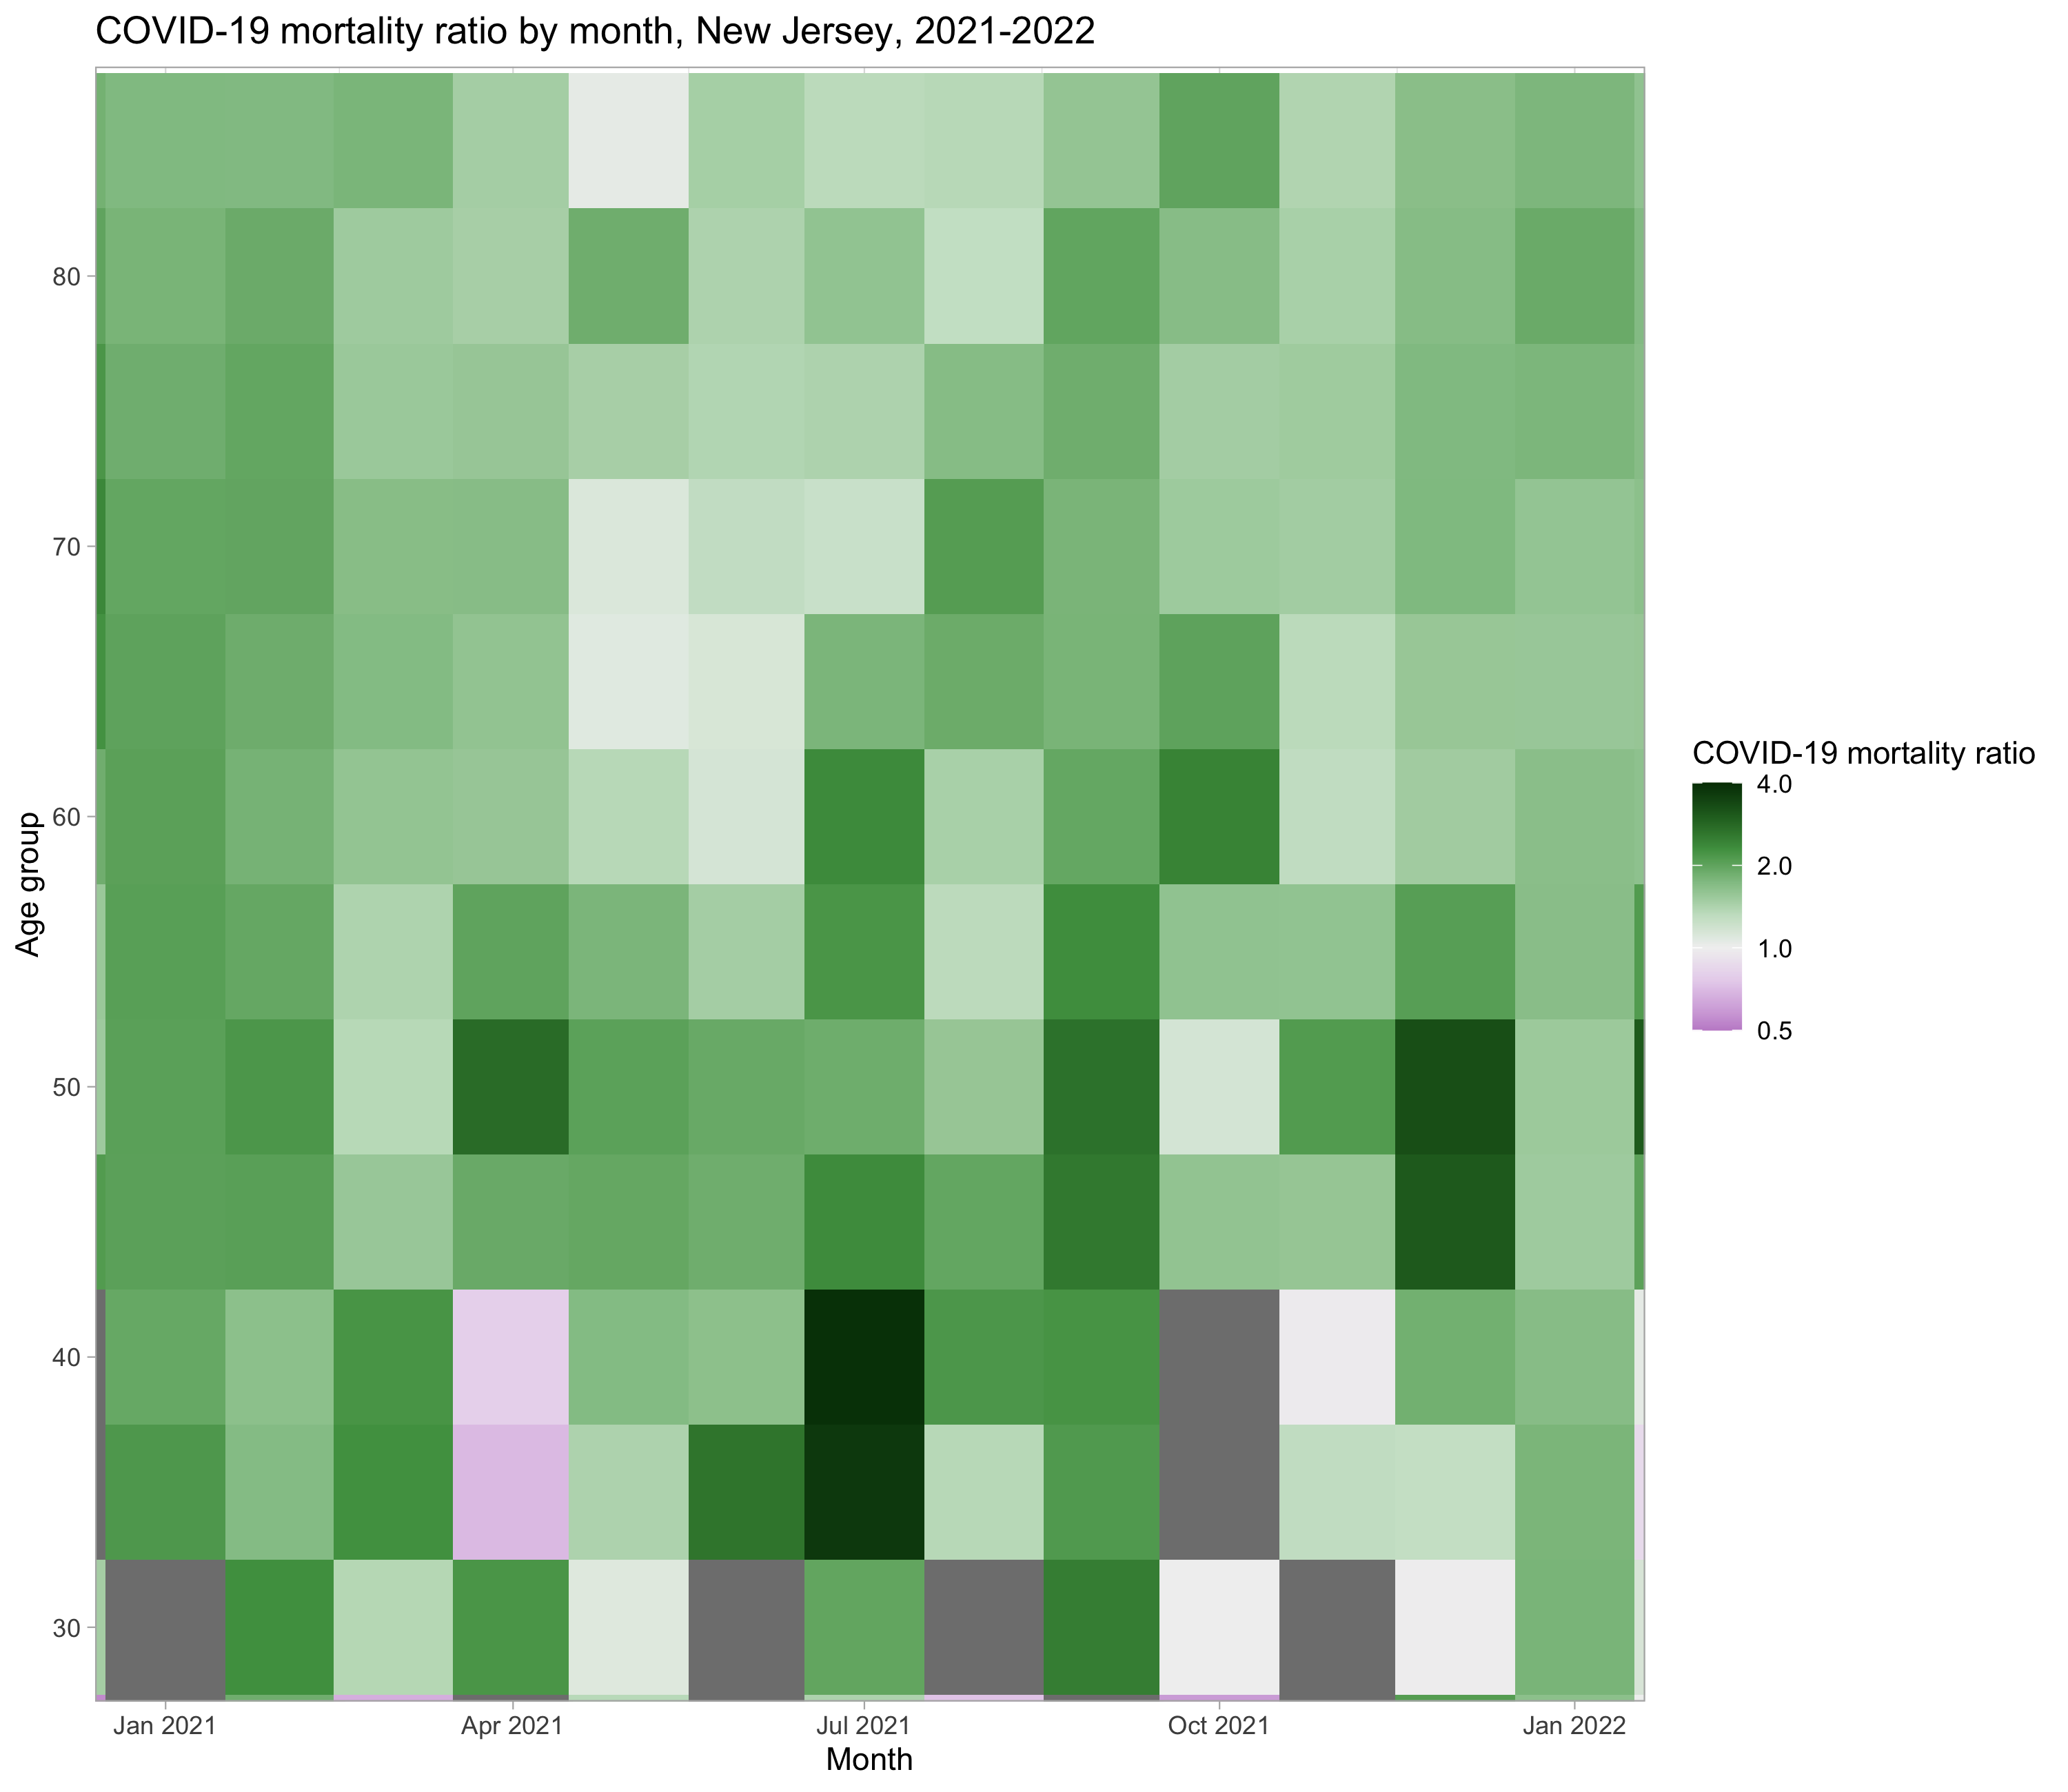 COVID-19 mortality ratio by month, New Jersey, 2021-2022
80
70
60
50
40
30
Age group
Jan 2021
Apr 2021
Jul 2021
Oct 2021
Jan 2022
Month
COVID-19 mortality ratio
4.0
2.0
1.0
0.5